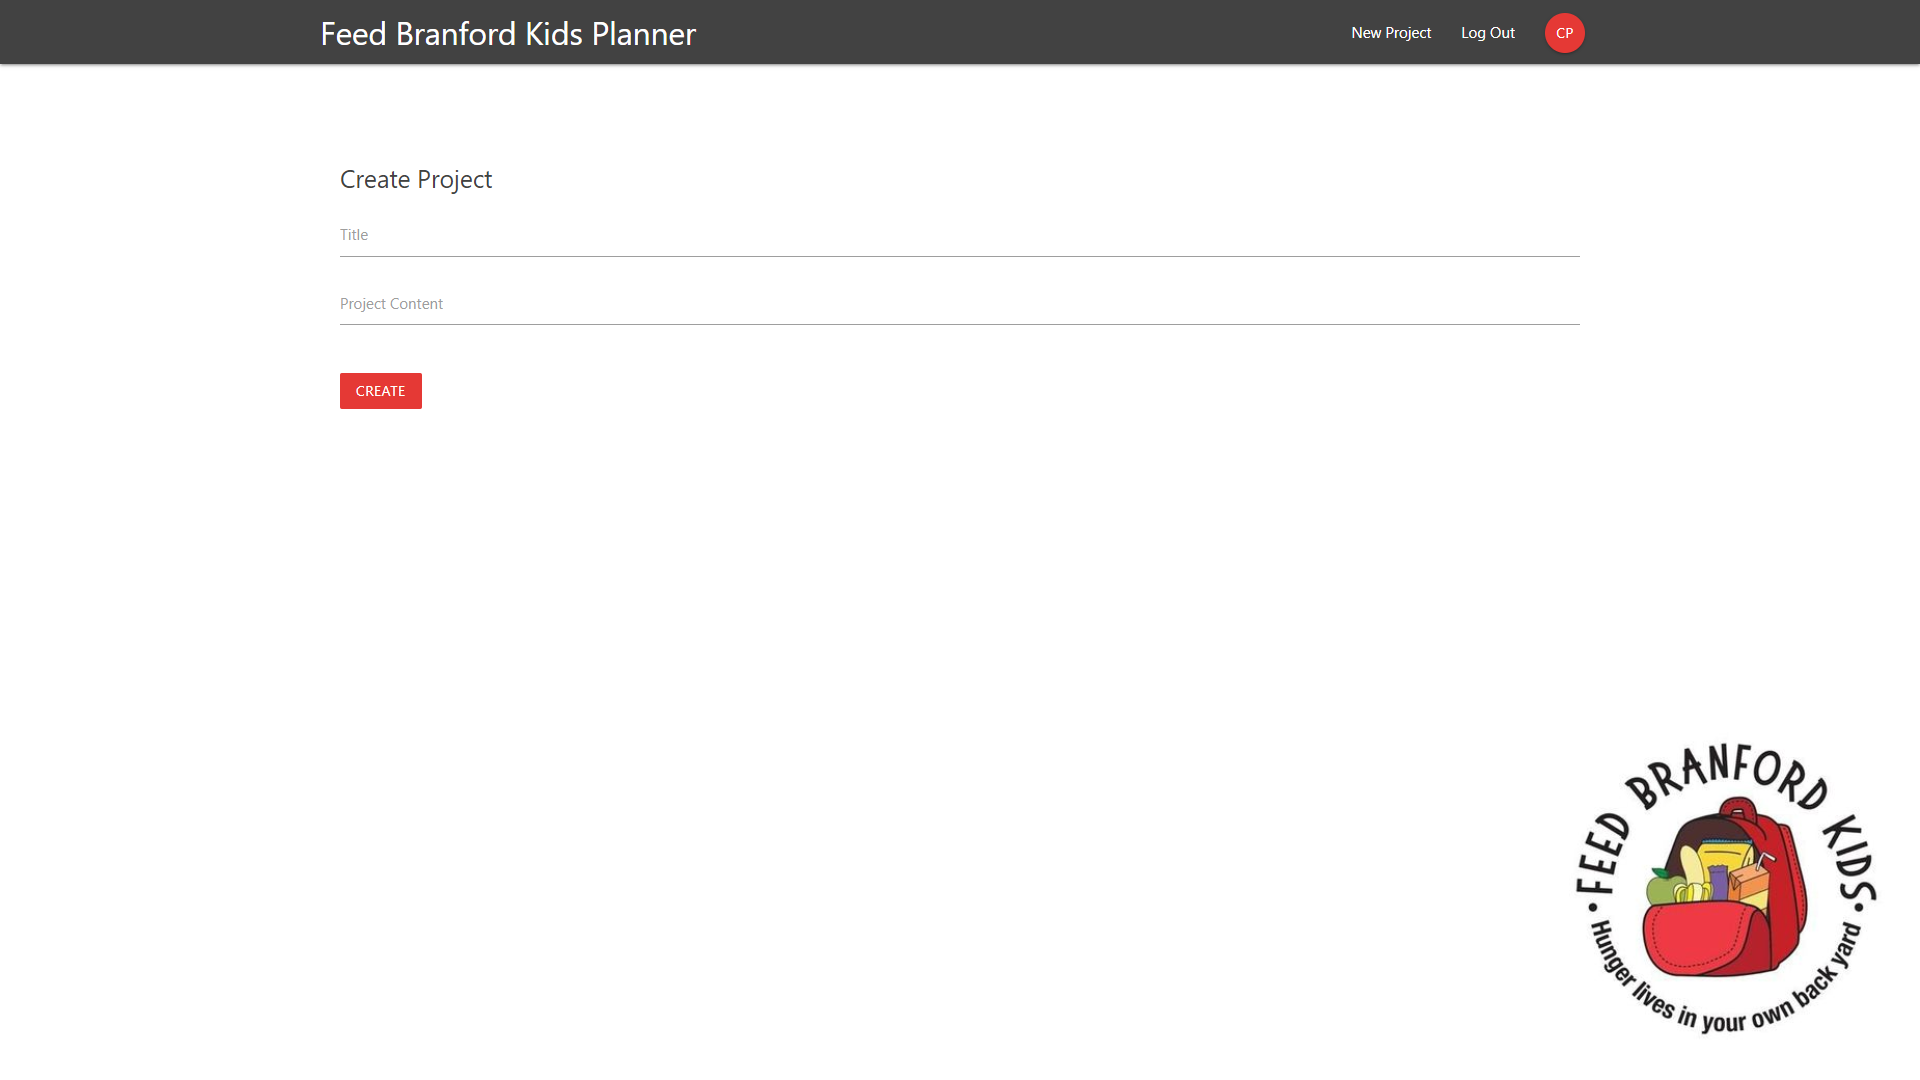 Feed Branford Kids Planner
New Project
Log Out
CP
Create Project
Title
Project Content
CREATE
• FEED BRANFORD KIDS •
Hunger lives in your own back yard